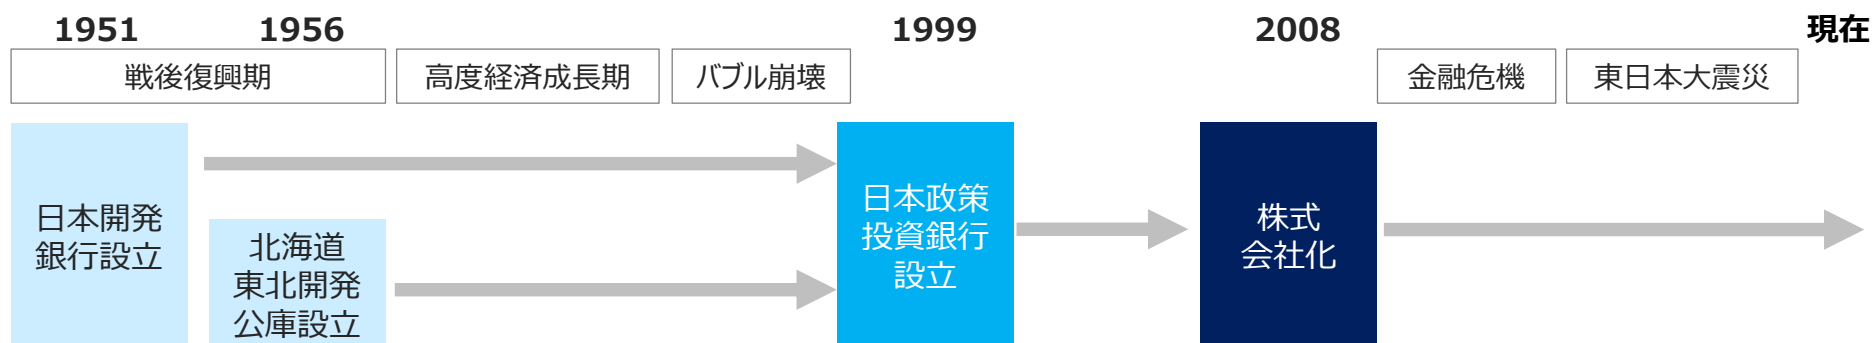 1951 1956 1999 2008 現在
戦後復興期 高度経済成長期 バブル崩壊 金融危機 東日本大震災
日本開発
銀行設立
北海道
東北開発
公庫設立
日本政策
投資銀行
設立
株式
会社化